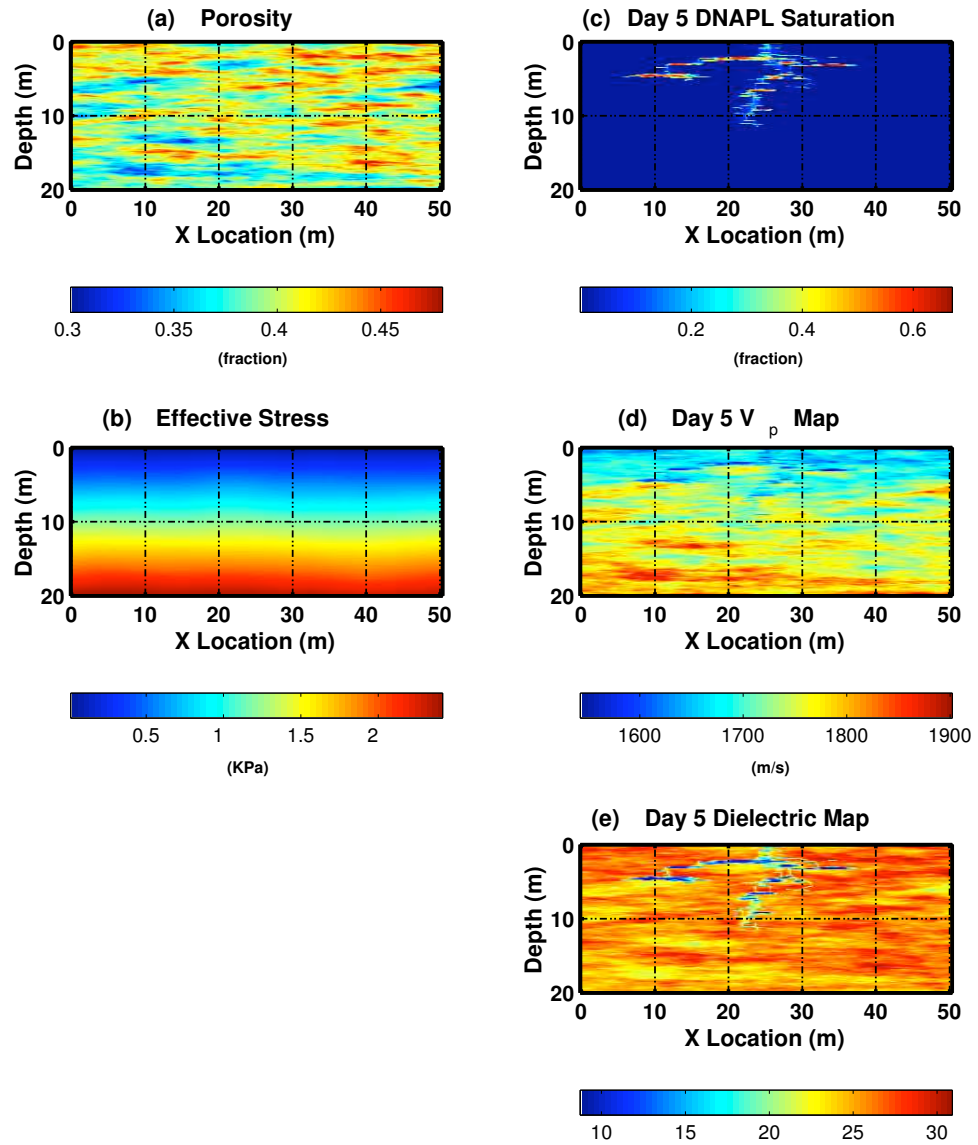 (a) Porosity
0
10
20
Depth (m)
0 10 20 30 40 50
X Location (m)
0.3 0.35 0.4 0.45
(fraction)
(b) Effective Stress
0
10
20
Depth (m)
0 10 20 30 40 50
X Location (m)
0.5 1 1.5 2
(KPa)
(c) Day 5 DNAPL Saturation
0
10
20
Depth (m)
0 10 20 30 40 50
X Location (m)
0.2 0.4 0.6
(fraction)
(d) Day 5 V p Map
0
10
20
Depth (m)
0 10 20 30 40 50
X Location (m)
1600 1700 1800 1900
(m/s)
(e) Day 5 Dielectric Map
0
10
20
Depth (m)
0 10 20 30 40 50
X Location (m)
10 15 20 25 30